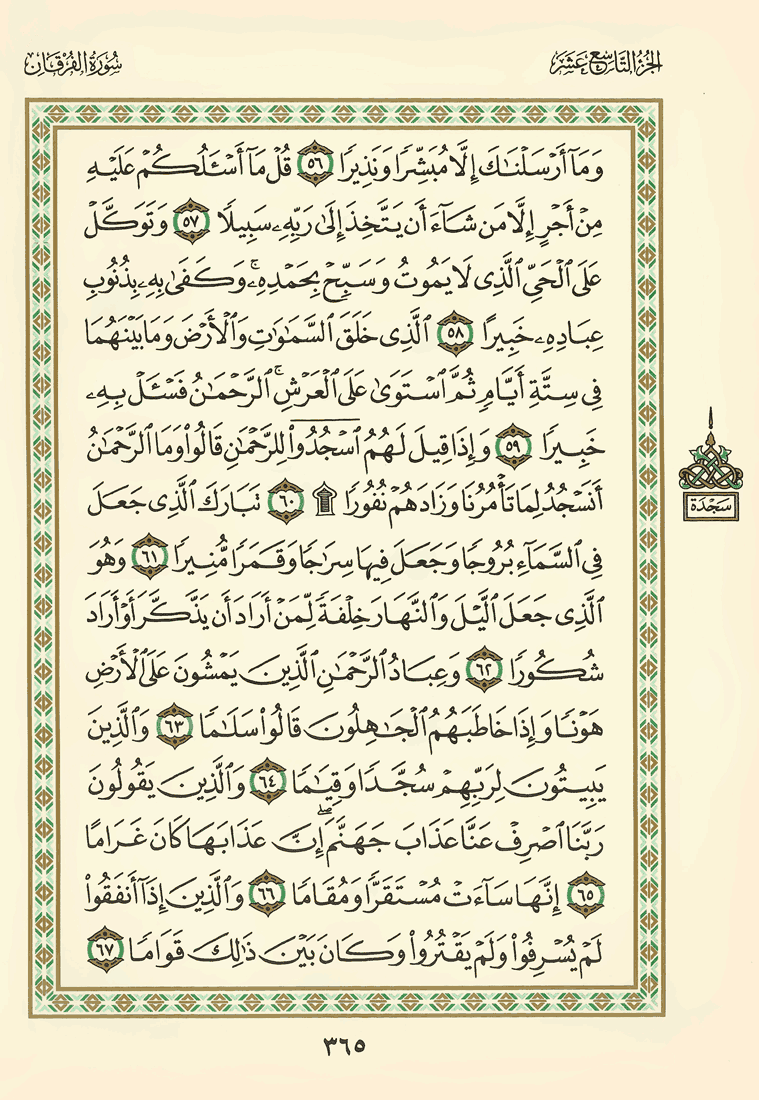 الجزء التاسع عشر
سورة الفرقان
وَمَآ أَرْسَلْنَٰكَ إِلَّا مُبَشِّرًا وَنَذِيرًا ٥٦ قُلْ مَآ أَسْـَٔلُكُمْ عَلَيْهِ
مِنْ أَجْرٍ إِلَّا مَن شَآءَ أَن يَتَّخِذَ إِلَىٰ رَبِّهِۦ سَبِيلًا ٥٧ وَتَوَكَّلْ
عَلَى ٱلْحَىِّ ٱلَّذِى لَا يَمُوتُ وَسَبِّحْ بِحَمْدِهِۦ ۚ وَكَفَىٰ بِهِۦ بِذُنُوبِ
عِبَادِهِۦ خَبِيرًا ٥٨ ٱلَّذِى خَلَقَ ٱلسَّمَٰوَٰتِ وَٱلْأَرْضَ وَمَا بَيْنَهُمَا
فِى سِتَّةِ أَيَّامٍ ثُمَّ ٱسْتَوَىٰ عَلَى ٱلْعَرْشِ ۚ ٱلرَّحْمَٰنُ فَسْـَٔلْ بِهِۦ
خَبِيرًا ٥٩ وَإِذَا قِيلَ لَهُمُ ٱسْجُدُوا۟ لِلرَّحْمَٰنِ قَالُوا۟ وَمَا ٱلرَّحْمَٰنُ
أَنَسْجُدُ لِمَا تَأْمُرُنَا وَزَادَهُمْ نُفُورًا ۩ ٦٠ تَبَارَكَ ٱلَّذِى جَعَلَ
سَجْدَة
فِى ٱلسَّمَآءِ بُرُوجًا وَجَعَلَ فِيهَا سِرَٰجًا وَقَمَرًا مُّنِيرًا ٦١ وَهُوَ
ٱلَّذِى جَعَلَ ٱلَّيْلَ وَٱلنَّهَارَ خِلْفَةً لِّمَنْ أَرَادَ أَن يَذَّكَّرَ أَوْ أَرَادَ
شُكُورًا ٦٢ وَعِبَادُ ٱلرَّحْمَٰنِ ٱلَّذِينَ يَمْشُونَ عَلَى ٱلْأَرْضِ
هَوْنًا وَإِذَا خَاطَبَهُمُ ٱلْجَٰهِلُونَ قَالُوا۟ سَلَٰمًا ٦٣ وَٱلَّذِينَ
يَبِيتُونَ لِرَبِّهِمْ سُجَّدًا وَقِيَٰمًا ٦٤ وَٱلَّذِينَ يَقُولُونَ
رَبَّنَا ٱصْرِفْ عَنَّا عَذَابَ جَهَنَّمَ ۖ إِنَّ عَذَابَهَا كَانَ غَرَامًا
٦٥ إِنَّهَا سَآءَتْ مُسْتَقَرًّا وَمُقَامًا ٦٦ وَٱلَّذِينَ إِذَآ أَنفَقُوا۟
لَمْ يُسْرِفُوا۟ وَلَمْ يَقْتُرُوا۟ وَكَانَ بَيْنَ ذَٰلِكَ قَوَامًا ٦٧
٣٦٥